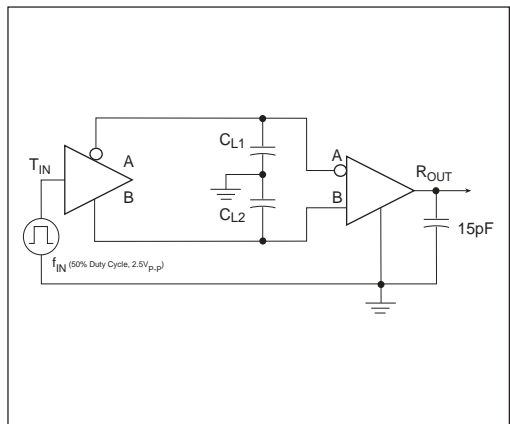 C_L1
A
T_IN
A
R_OUT
B
B
C_L2
15pF
f_IN (50% Duty Cycle, 2.5V_P-P)